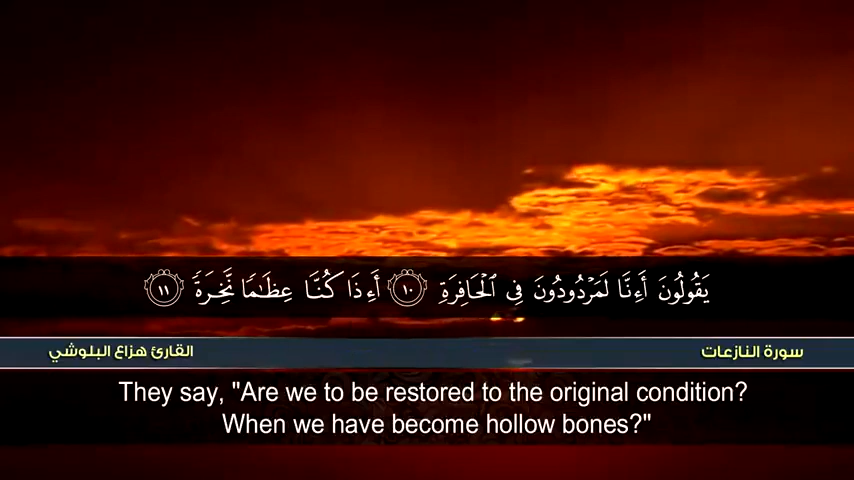 يَقُولُونَ أَءِنَّا لَمَرْدُودُونَ فِي ٱلْحَافِرَةِ ١٠ أَءِذَا كُنَّا عِظَـٰمًا نَّخِرَةً ١١
سورة النازعات
القارئ هزاع البلوشي
They say, "Are we to be restored to the original condition?
When we have become hollow bones?"